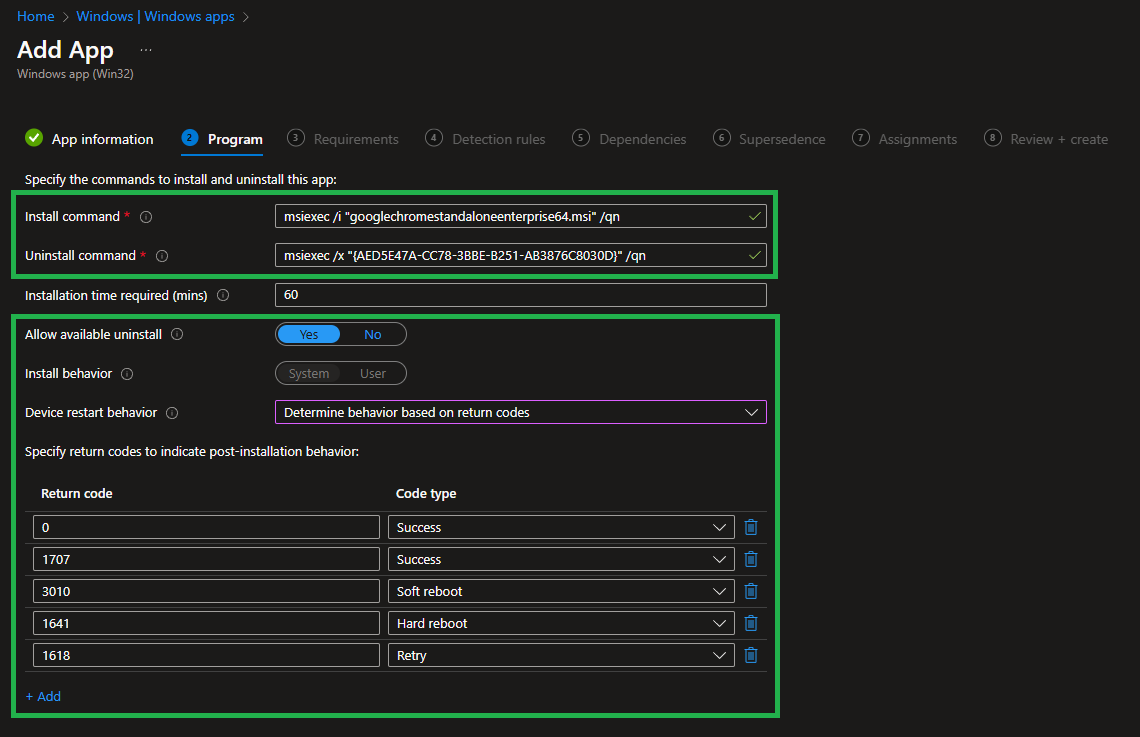 Home > Windows | Windows apps >
Add App ...
Windows app (Win32)
App information 2 Program 3 Requirements 4 Detection rules 5 Dependencies 6 Supersedence 7 Assignments 8 Review + create
Specify the commands to install and uninstall this app:
Install command * msiexec /i "googlechromestandaloneenterprise64.msi" /qn
Uninstall command * msiexec /x "{AED5E47A-CC78-3BBE-B251-AB3876C8030D}" /qn
Installation time required (mins) 60
Allow available uninstall Yes No
Install behavior System User
Device restart behavior Determine behavior based on return codes
Specify return codes to indicate post-installation behavior:
Return code Code type
0 Success
1707 Success
3010 Soft reboot
1641 Hard reboot
1618 Retry
+ Add